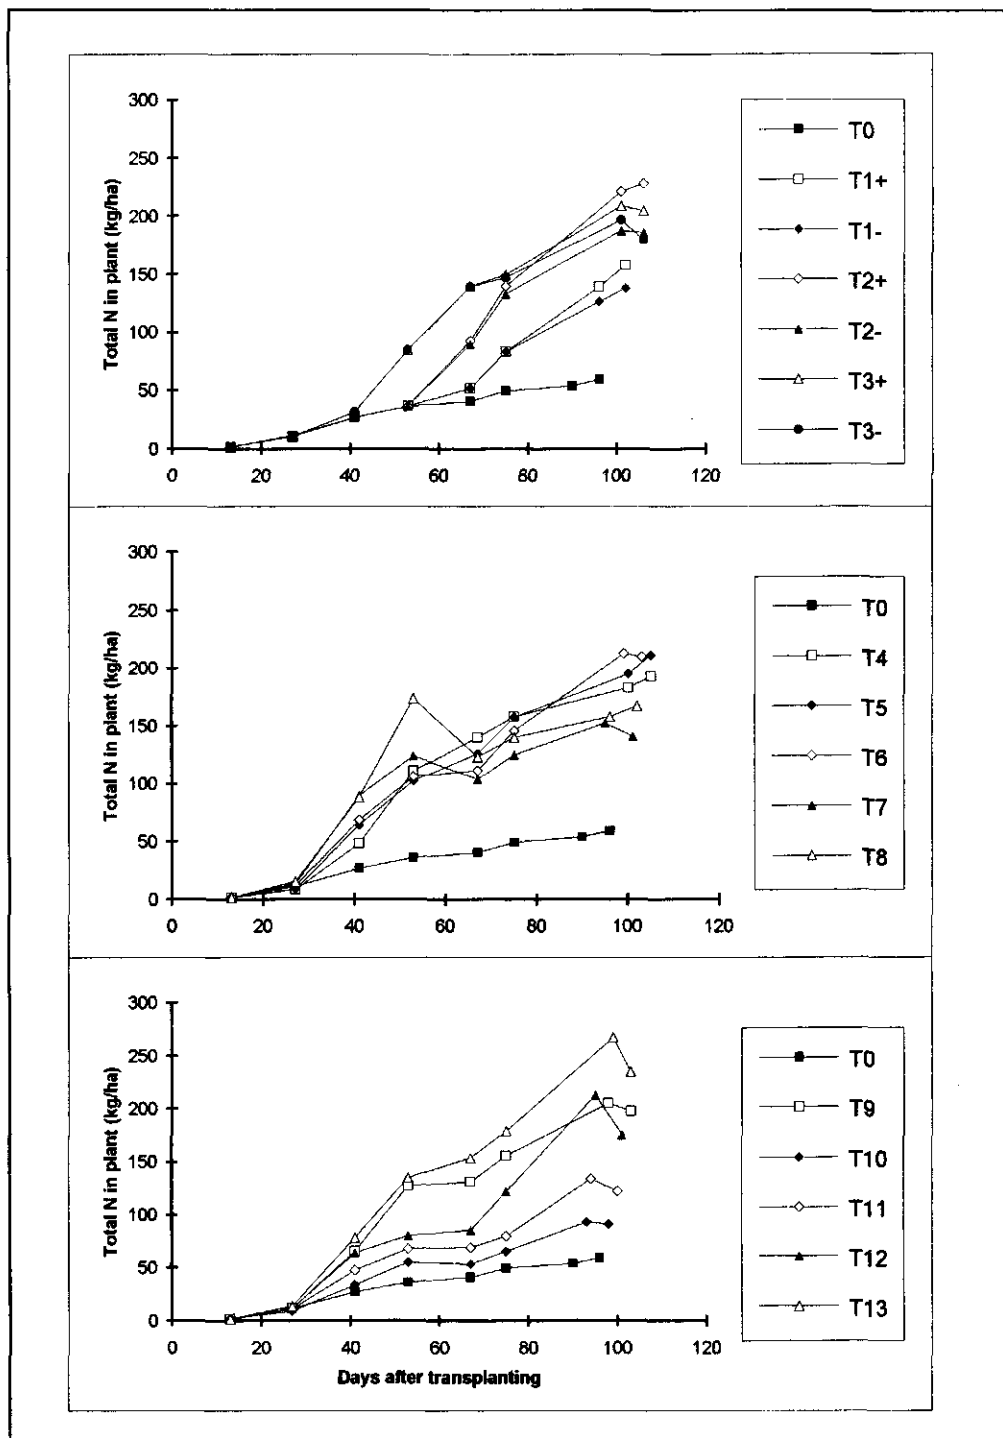 300
250
200
150
100
50
0
Total N in plant (kg/ha)
0 20 40 60 80 100 120
T0
T1+
T1-
T2+
T2-
T3+
T3-
300
250
200
150
100
50
0
Total N in plant (kg/ha)
0 20 40 60 80 100 120
T0
T4
T5
T6
T7
T8
300
250
200
150
100
50
0
Total N in plant (kg/ha)
0 20 40 60 80 100 120
Days after transplanting
T0
T9
T10
T11
T12
T13